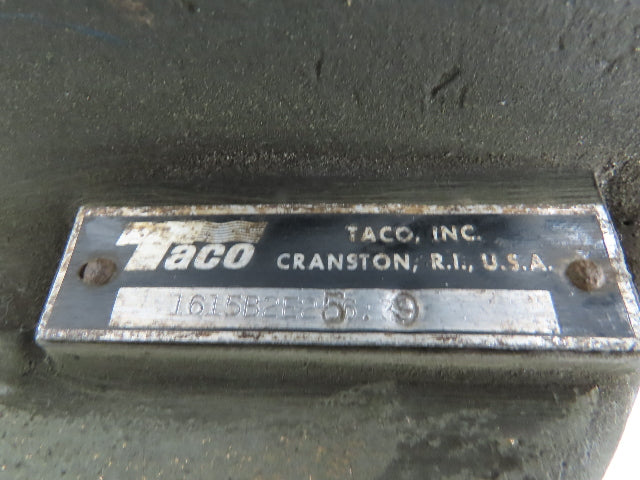 Taco
TACO, INC.
CRANSTON, R.I., U.S.A.